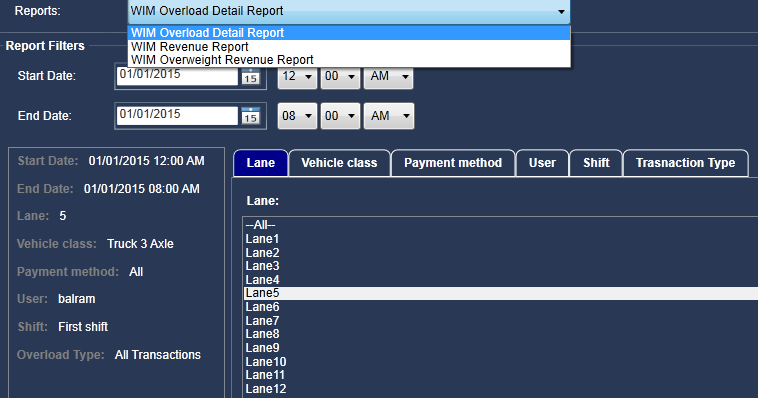 Reports: WIM Overload Detail Report
WIM Overload Detail Report
WIM Revenue Report
WIM Overweight Revenue Report
Report Filters
Start Date: 01/01/2015 15 12 00 AM
End Date: 01/01/2015 15 08 00 AM
Start Date: 01/01/2015 12:00 AM
End Date: 01/01/2015 08:00 AM
Lane: 5
Vehicle class: Truck 3 Axle
Payment method: All
User: balram
Shift: First shift
Overload Type: All Transactions
Lane Vehicle class Payment method User Shift Trasnaction Type
Lane:
--All--
Lane1
Lane2
Lane3
Lane4
Lane5
Lane6
Lane7
Lane8
Lane9
Lane10
Lane11
Lane12